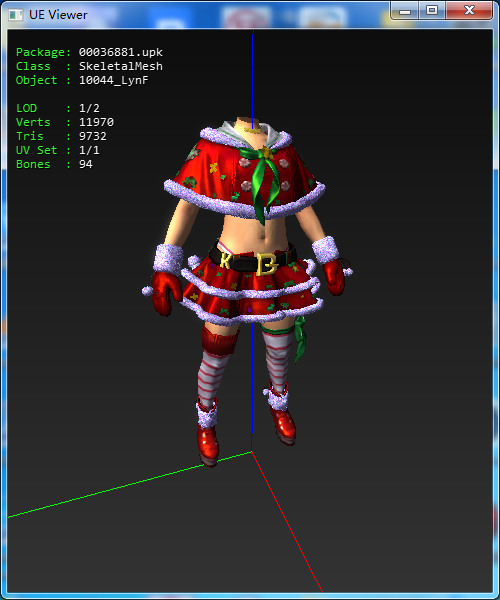 UE Viewer
Package: 00036881.upk
Class : SkeletalMesh
Object : 10044_LynF
LOD : 1/2
Verts : 11970
Tris : 9732
UV Set : 1/1
Bones : 94
K B